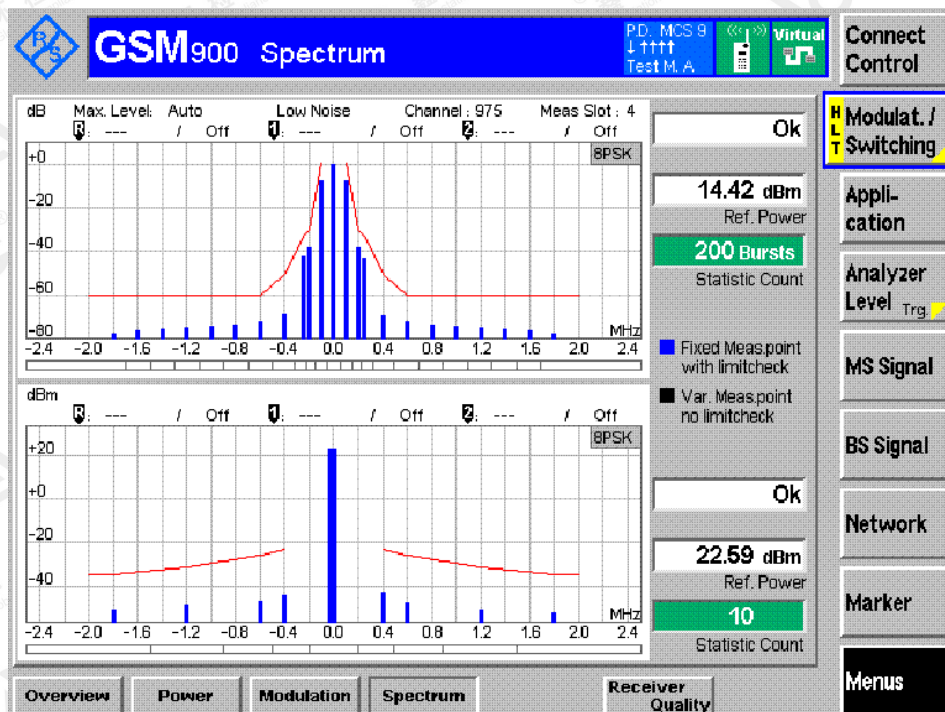 R S
GSM900 Spectrum
P.D. MCS 9
↓↑↑↑↑
Test M. A.
Virtual
Connect Control
dB Max. Level: Auto Low Noise Channel : 975 Meas Slot : 4
R : --- / Off 1 : --- / Off 2 : --- / Off
8PSK
+0
-20
-40
-60
-80
MHz
-2.4 -2.0 -1.6 -1.2 -0.8 -0.4 0.0 0.4 0.8 1.2 1.6 2.0 2.4
Ok
14.42 dBm
Ref. Power
200 Bursts
Statistic Count
Fixed Meas.point
with limitcheck
Var. Meas.point
no limitcheck
dBm
R : --- / Off 1 : --- / Off 2 : --- / Off
8PSK
+20
+0
-20
-40
MHz
-2.4 -2.0 -1.6 -1.2 -0.8 -0.4 0.0 0.4 0.8 1.2 1.6 2.0 2.4
Ok
22.59 dBm
Ref. Power
10
Statistic Count
HLT
Modulat. /
Switching
Appli-
cation
Analyzer
Level Trg.
MS Signal
BS Signal
Network
Marker
Menus
Overview Power Modulation Spectrum Receiver
Quality